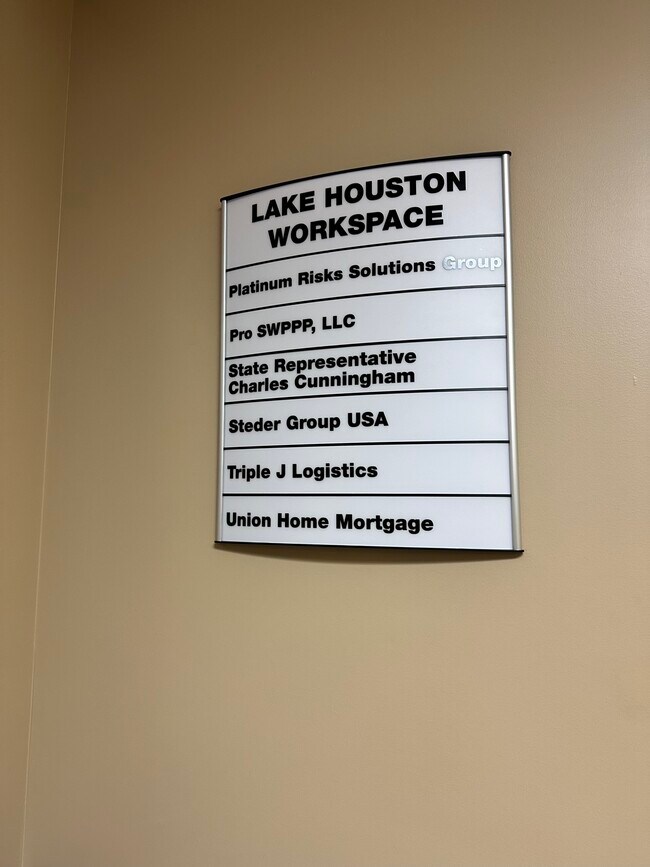 LAKE HOUSTON
WORKSPACE
Platinum Risks Solutions Group
Pro SWPPP, LLC
State Representative
Charles Cunningham
Steder Group USA
Triple J Logistics
Union Home Mortgage